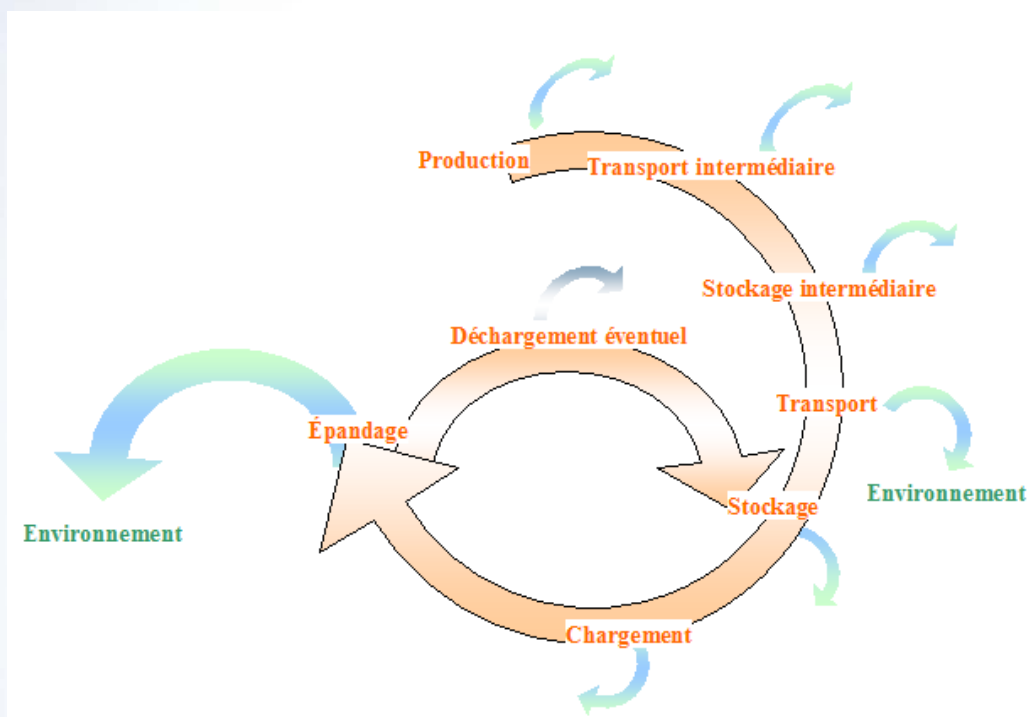 Production
Transport intermédiaire
Stockage intermédiaire
Déchargement éventuel
Transport
Épandage
Environnement
Stockage
Environnement
Chargement